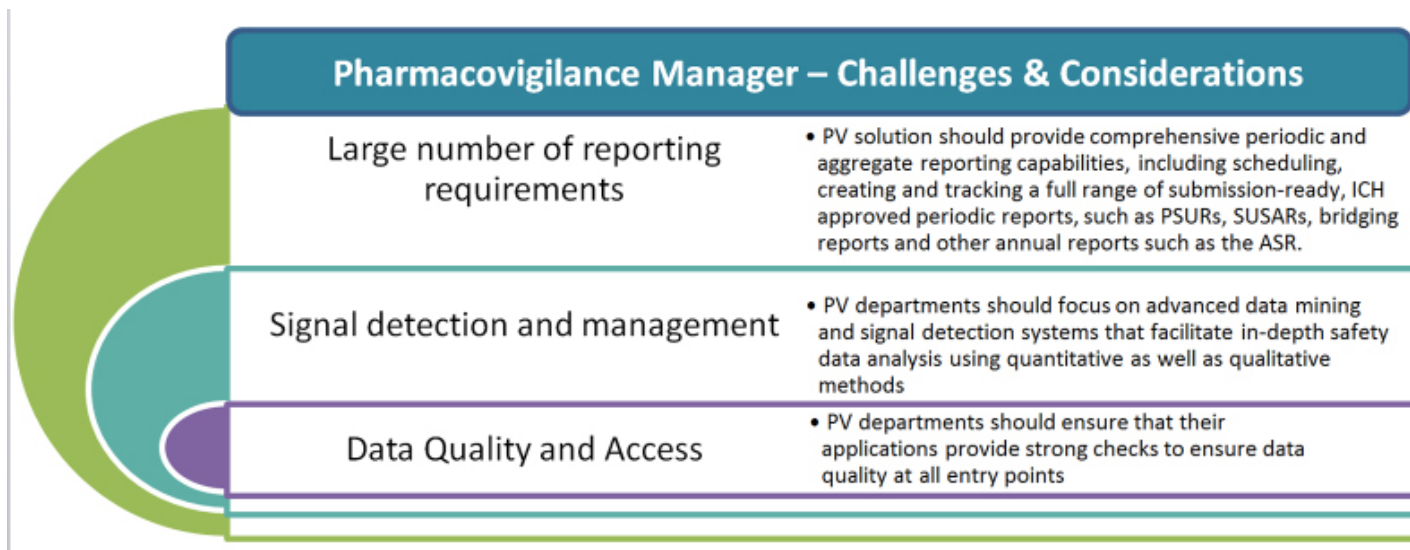 Pharmacovigilance Manager – Challenges & Considerations
Large number of reporting
requirements
• PV solution should provide comprehensive periodic and
aggregate reporting capabilities, including scheduling,
creating and tracking a full range of submission-ready, ICH
approved periodic reports, such as PSURs, SUSARs, bridging
reports and other annual reports such as the ASR.
Signal detection and management
• PV departments should focus on advanced data mining
and signal detection systems that facilitate in-depth safety
data analysis using quantitative as well as qualitative
methods
Data Quality and Access
• PV departments should ensure that their
applications provide strong checks to ensure data
quality at all entry points